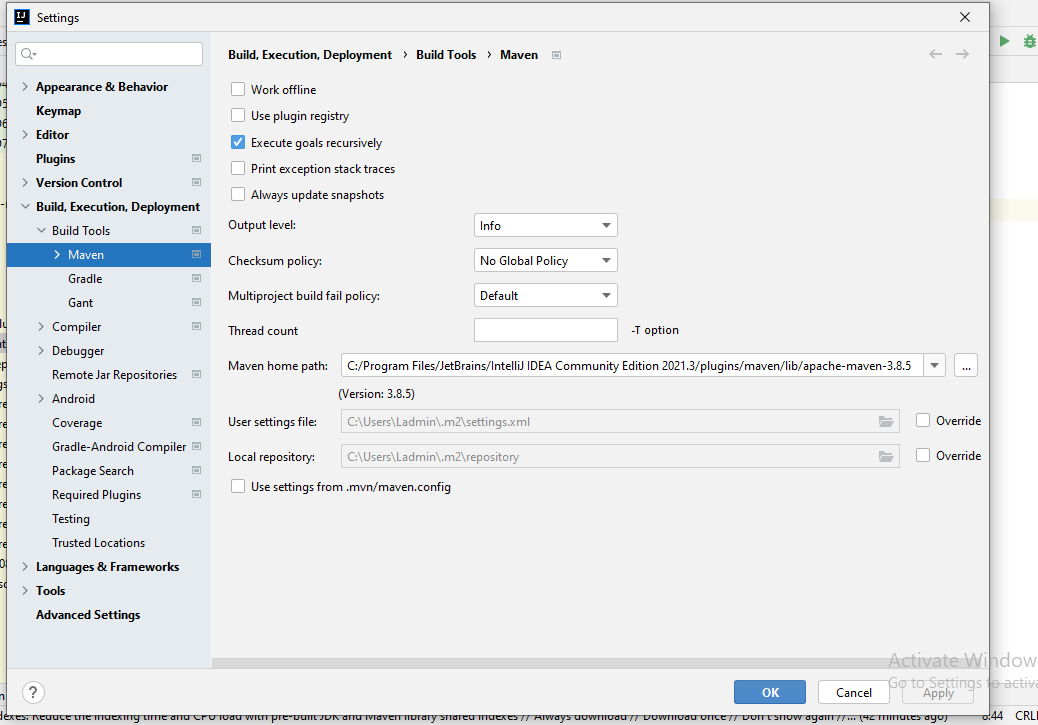 Settings
Build, Execution, Deployment › Build Tools › Maven
Appearance & Behavior
Keymap
Editor
Plugins
Version Control
Build, Execution, Deployment
Build Tools
Maven
Gradle
Gant
Compiler
Debugger
Remote Jar Repositories
Android
Coverage
Gradle-Android Compiler
Package Search
Required Plugins
Testing
Trusted Locations
Languages & Frameworks
Tools
Advanced Settings
Work offline
Use plugin registry
Execute goals recursively
Print exception stack traces
Always update snapshots
Output level: Info
Checksum policy: No Global Policy
Multiproject build fail policy: Default
Thread count -T option
Maven home path: C:/Program Files/JetBrains/IntelliJ IDEA Community Edition 2021.3/plugins/maven/lib/apache-maven-3.8.5 ...
(Version: 3.8.5)
User settings file: C:\Users\Ladmin\.m2\settings.xml Override
Local repository: C:\Users\Ladmin\.m2\repository Override
Use settings from .mvn/maven.config
Activate Window
Go to Settings to activa
? OK Cancel Apply
dexes: Reduce the indexing time and CPU load with pre-built JDK and Maven library shared indexes // Always download // Download once // Don't show again //... (42 minutes ago) 8:44 CRLF